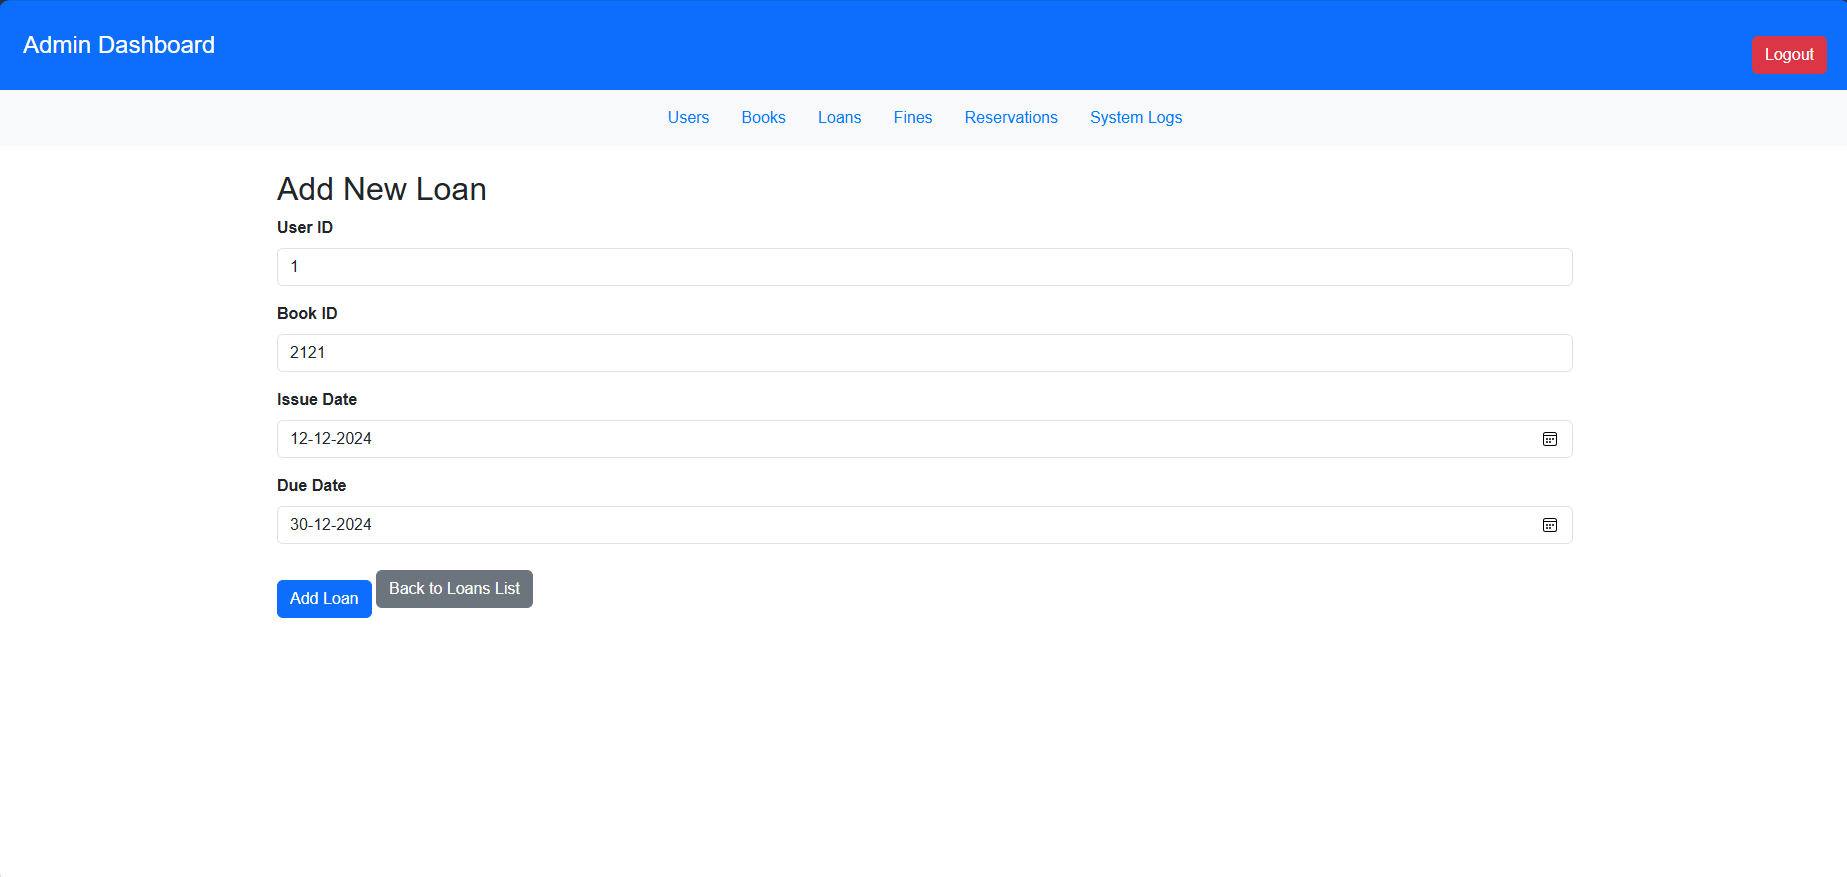 Admin Dashboard
Logout
Users Books Loans Fines Reservations System Logs
Add New Loan
User ID
1
Book ID
2121
Issue Date
12-12-2024
Due Date
30-12-2024
Add Loan Back to Loans List